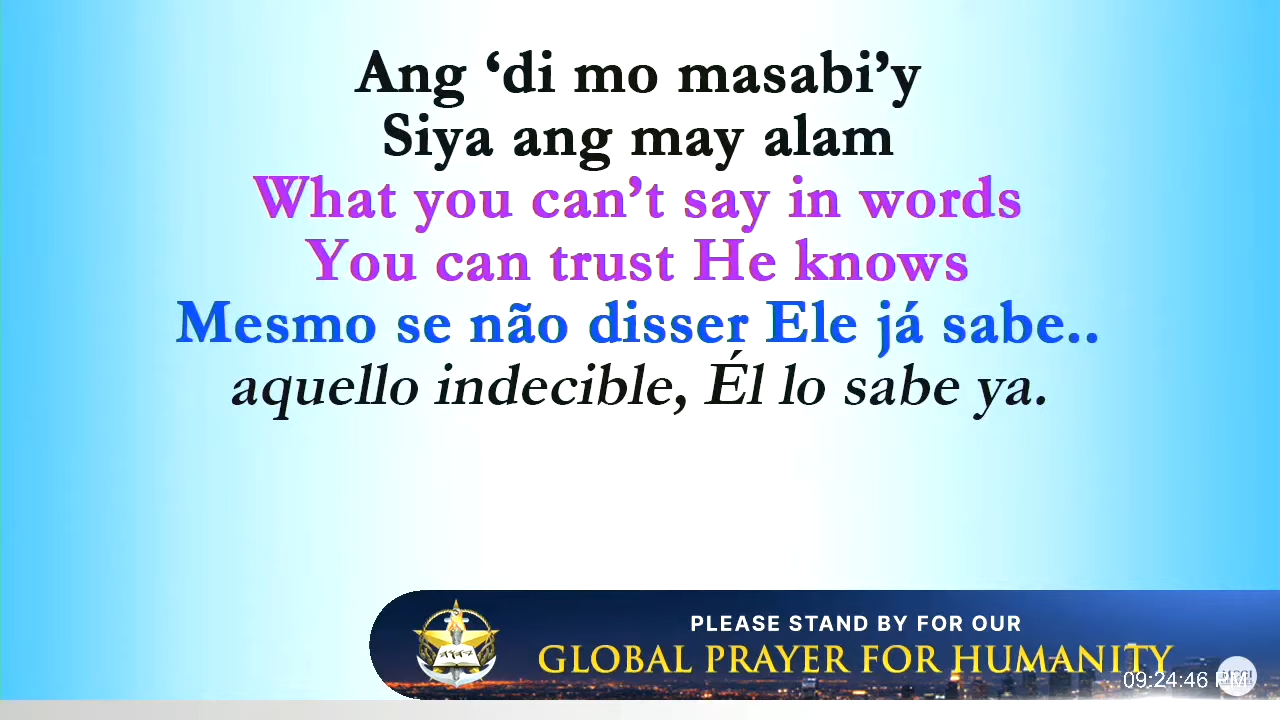 Ang ‘di mo masabi’y
Siya ang may alam
What you can’t say in words
You can trust He knows
Mesmo se não disser Ele já sabe..
aquello indecible, Él lo sabe ya.
PLEASE STAND BY FOR OUR
GLOBAL PRAYER FOR HUMANITY
09:24:46 PM